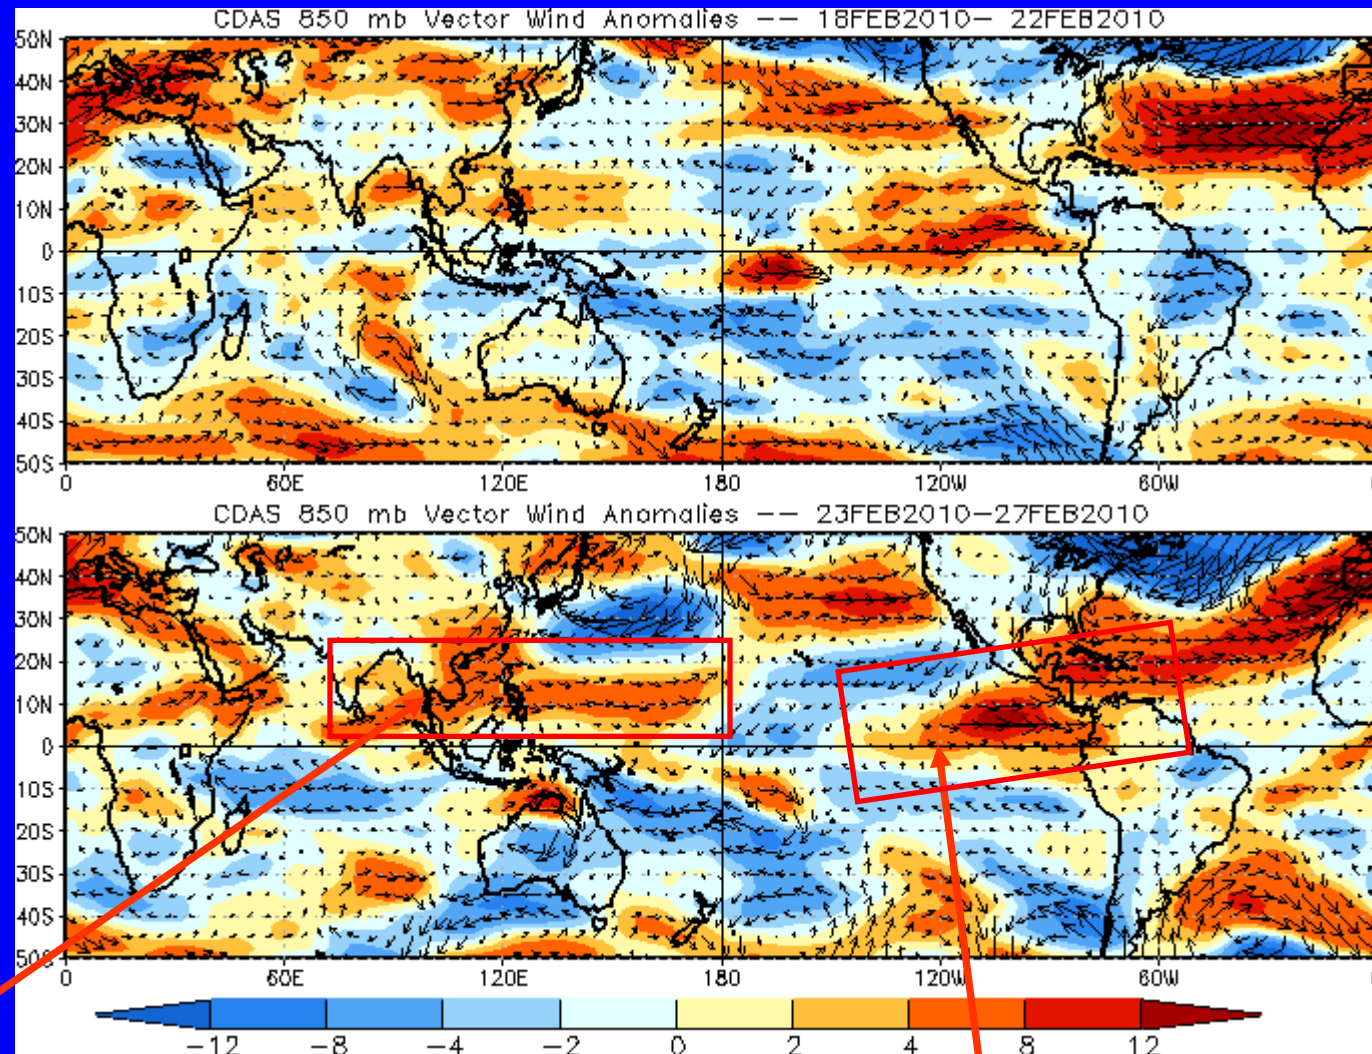 CDAS 850 mb Vector Wind Anomalies -- 18FEB2010- 22FEB2010
50N
40N
30N
20N
10N
0
10S
20S
30S
40S
50S
0 60E 120E 180 120W 60W
CDAS 850 mb Vector Wind Anomalies -- 23FEB2010-27FEB2010
50N
40N
30N
20N
10N
0
10S
20S
30S
40S
50S
0 60E 120E 180 120W 60W
-12 -8 -4 -2 0 2 4 8 12